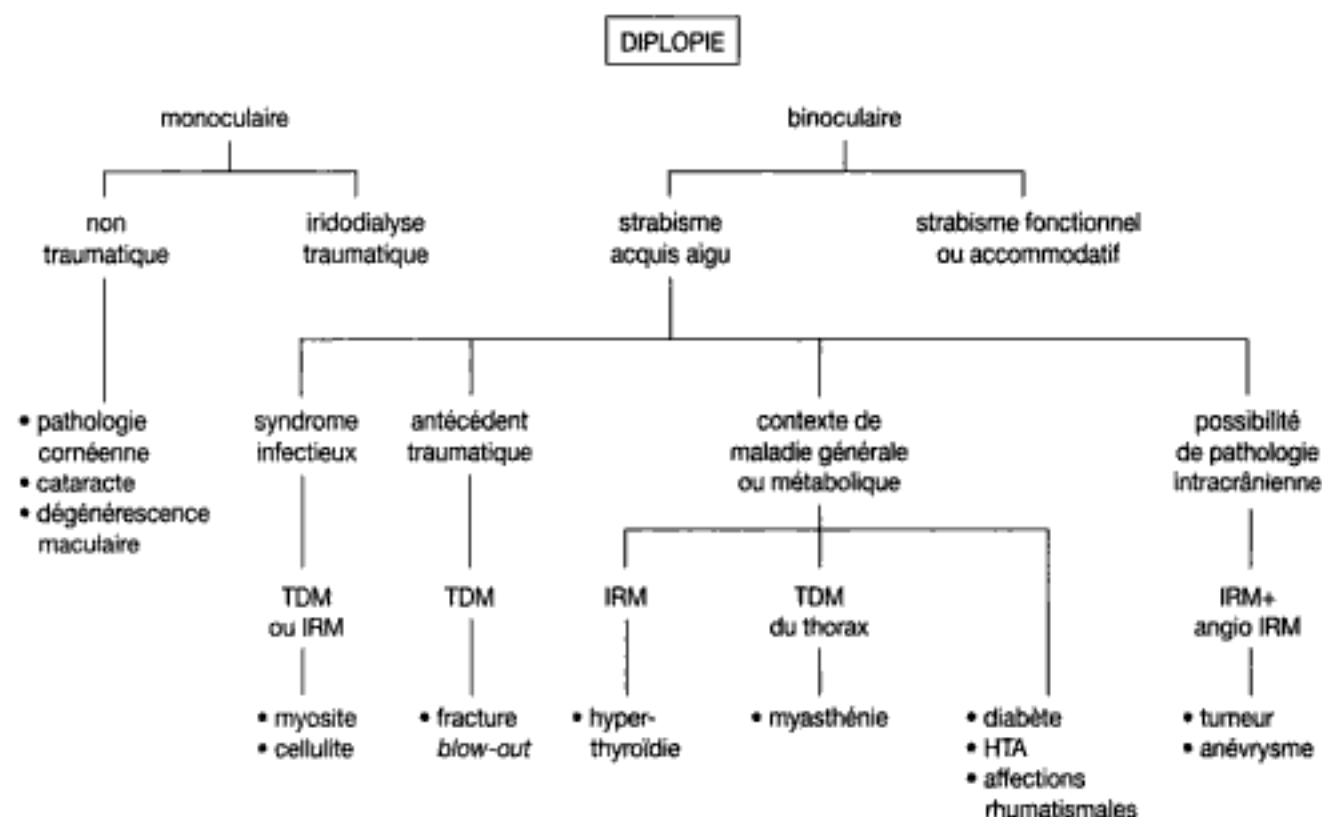 DIPLOPIE
monoculaire
binoculaire
non
traumatique
iridodialyse
traumatique
strabisme
acquis aigu
strabisme fonctionnel
ou accommodatif
• pathologie
cornéenne
• cataracte
• dégénérescence
maculaire
syndrome
infectieux
antécédent
traumatique
contexte de
maladie générale
ou métabolique
possibilité
de pathologie
intracrânienne
TDM
ou IRM
TDM
IRM
TDM
du thorax
IRM+
angio IRM
• myosite
• cellulite
• fracture
blow-out
• hyper-
thyroïdie
• myasthénie
• diabète
• HTA
• affections
rhumatismales
• tumeur
• anévrysme